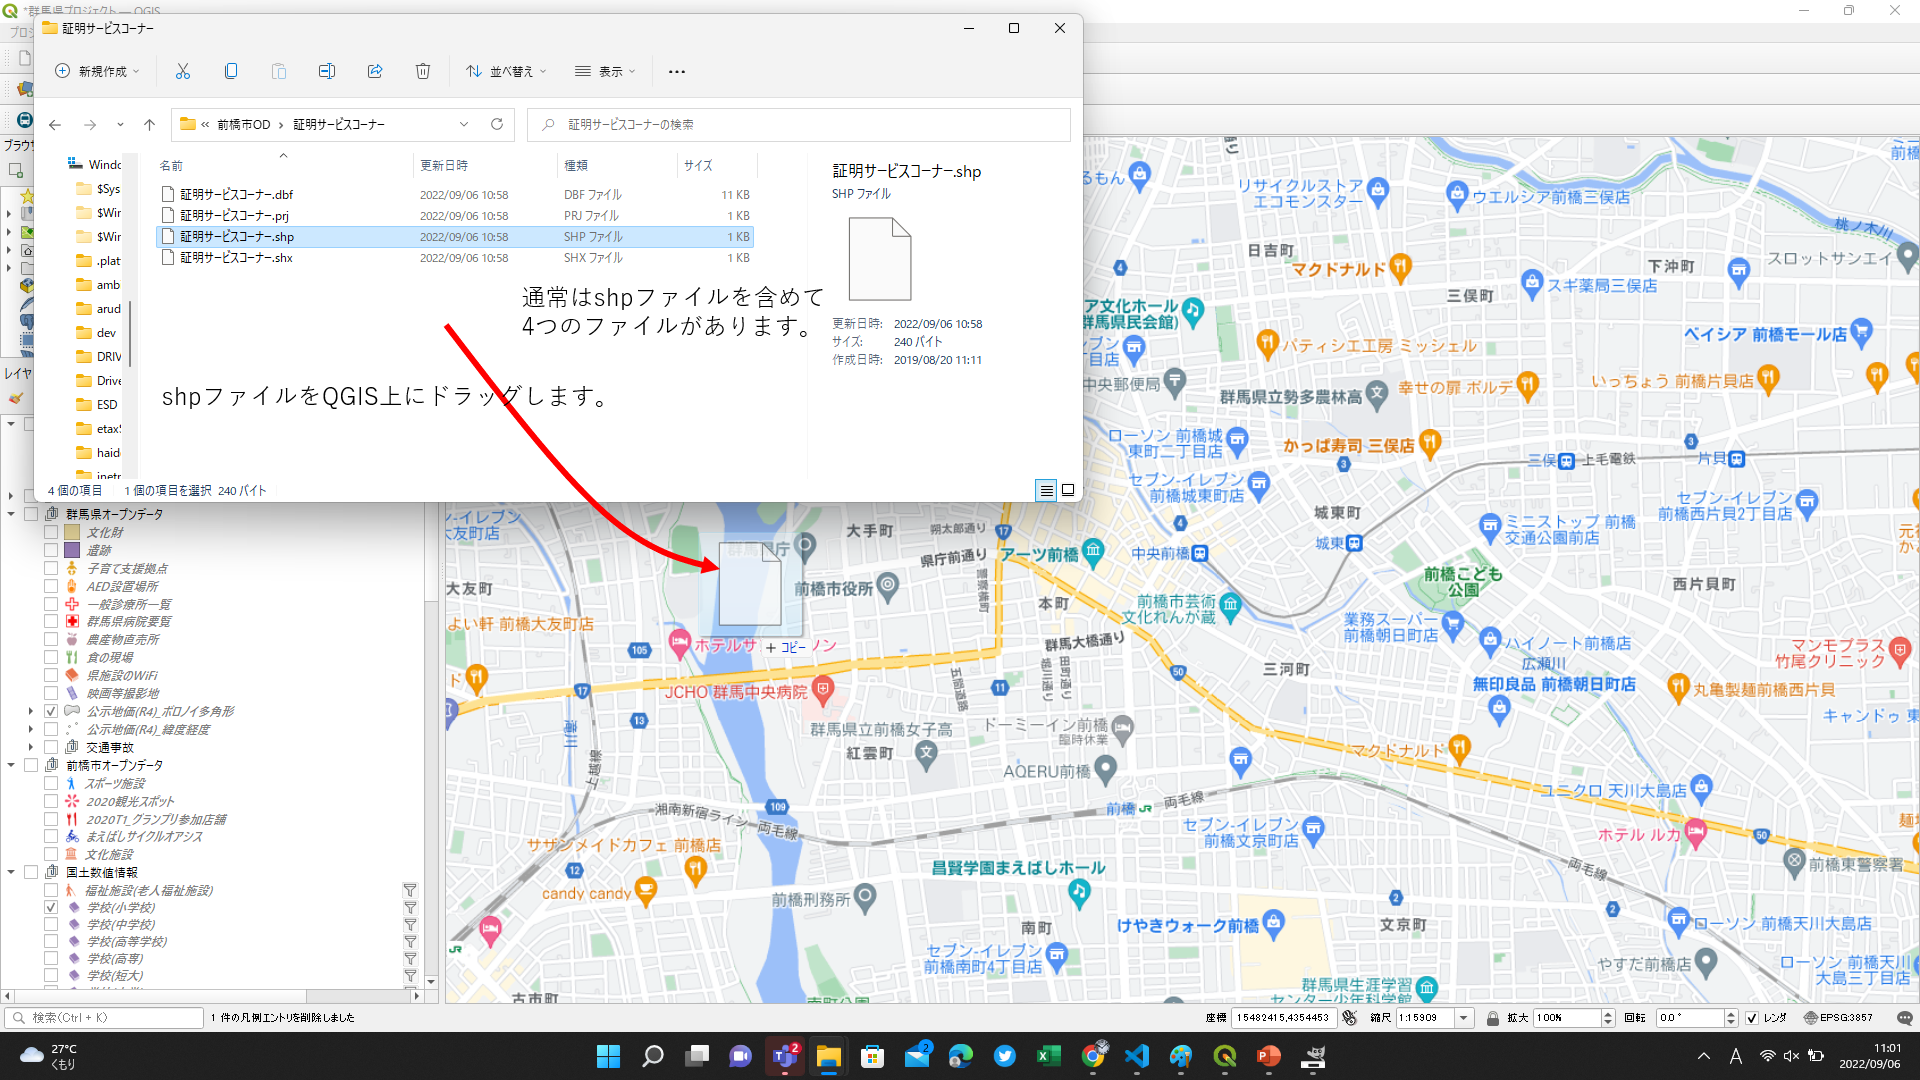 *群馬県プロジェクト — QGIS
証明サービスコーナー
新規作成
並べ替え
表示
前橋市OD
証明サービスコーナー
証明サービスコーナーの検索
名前
更新日時
種類
サイズ
証明サービスコーナー.dbf 2022/09/06 10:58 DBF ファイル 11 KB
証明サービスコーナー.prj 2022/09/06 10:58 PRJ ファイル 1 KB
証明サービスコーナー.shp 2022/09/06 10:58 SHP ファイル 1 KB
証明サービスコーナー.shx 2022/09/06 10:58 SHX ファイル 1 KB
Windo
$Sys
$Wir
$Wir
.plat
amb
arud
dev
DRIV
Drive
ESD
etax
haid
inetp
証明サービスコーナー.shp
SHP ファイル
更新日時: 2022/09/06 10:58
サイズ: 240 バイト
作成日時: 2019/08/20 11:11
通常はshpファイルを含めて
4つのファイルがあります。
shpファイルをQGIS上にドラッグします。
4 個の項目
1 個の項目を選択 240 バイト
群馬県オープンデータ
文化財
遺跡
子育て支援拠点
AED設置場所
一般診療所一覧
群馬県病院要覧
農産物直売所
食の現場
県施設のWiFi
映画等撮影地
公示地価(R4)_ボロノイ多角形
公示地価(R4)_緯度経度
交通事故
前橋市オープンデータ
スポーツ施設
2020観光スポット
2020T1_グランプリ参加店舗
まえばしサイクルオアシス
文化施設
国土数値情報
福祉施設(老人福祉施設)
学校(小学校)
学校(中学校)
学校(高等学校)
学校(高専)
学校(短大)
るもん
リサイクルストア
エコモンスター
ウエルシア前橋三俣店
桃ノ木川
日吉町
マクドナルド
下沖町
スロットサンエイ
三俣町
スギ薬局三俣店
ア文化ホール
群馬県民会館)
ベイシア 前橋モール店
パティシエ工房 ミッシェル
中央郵便局
群馬県立勢多農林高
幸せの扉 ボルデ
いっちょう 前橋片貝店
ローソン 前橋城
東町二丁目店
かっぱ寿司 三俣店
三俣
上毛電鉄
片貝
セブン-イレブン
前橋城東町店
セブン-イレブン
前橋西片貝2丁目店
城東町
ミニストップ 前橋
交通公園前店
大手町
朔太郎通り
県庁前通り
アーツ前橋
中央前橋
城東
前橋こども
公園
西片貝町
大友町
前橋市役所
本町
前橋市芸術
文化れんが蔵
業務スーパー
前橋朝日町店
ハイノート前橋店
広瀬川
マンモプラス
竹尾クリニック
よい軒 前橋大友町店
+ コピー
群馬大橋通り
三河町
無印良品 前橋朝日町店
丸亀製麺前橋西片貝
JCHO 群馬中央病院
五間道路
群馬県立前橋女子高
紅雲町
ドーミーイン前橋
臨時休業
AQERU前橋
マクドナルド
キャンドゥ 東
上越線
前橋
両毛線
湘南新宿ライン
両毛線
セブン-イレブン
前橋文京町店
ユニクロ 天川大島店
ホテル ルカ
サザンメイドカフェ 前橋店
candy candy
昌賢学園まえばしホール
前橋刑務所
両毛線
前橋東警察署
南町
けやきウォーク前橋
文京町
ローソン 前橋天川大島店
セブン-イレブン
前橋南町4丁目店
やすだ前橋店
ローソン 前橋天川
大島三丁目店
群馬県生涯学習
センター少年科学館
古市町
南町公園
検索(Ctrl + K)
1 件の凡例エントリを削除しました
座標 15482415,4354453
縮尺 1:15909
拡大 100%
回転 0.0 °
レンダ
EPSG:3857
27°C
くもり
A
11:01
2022/09/06